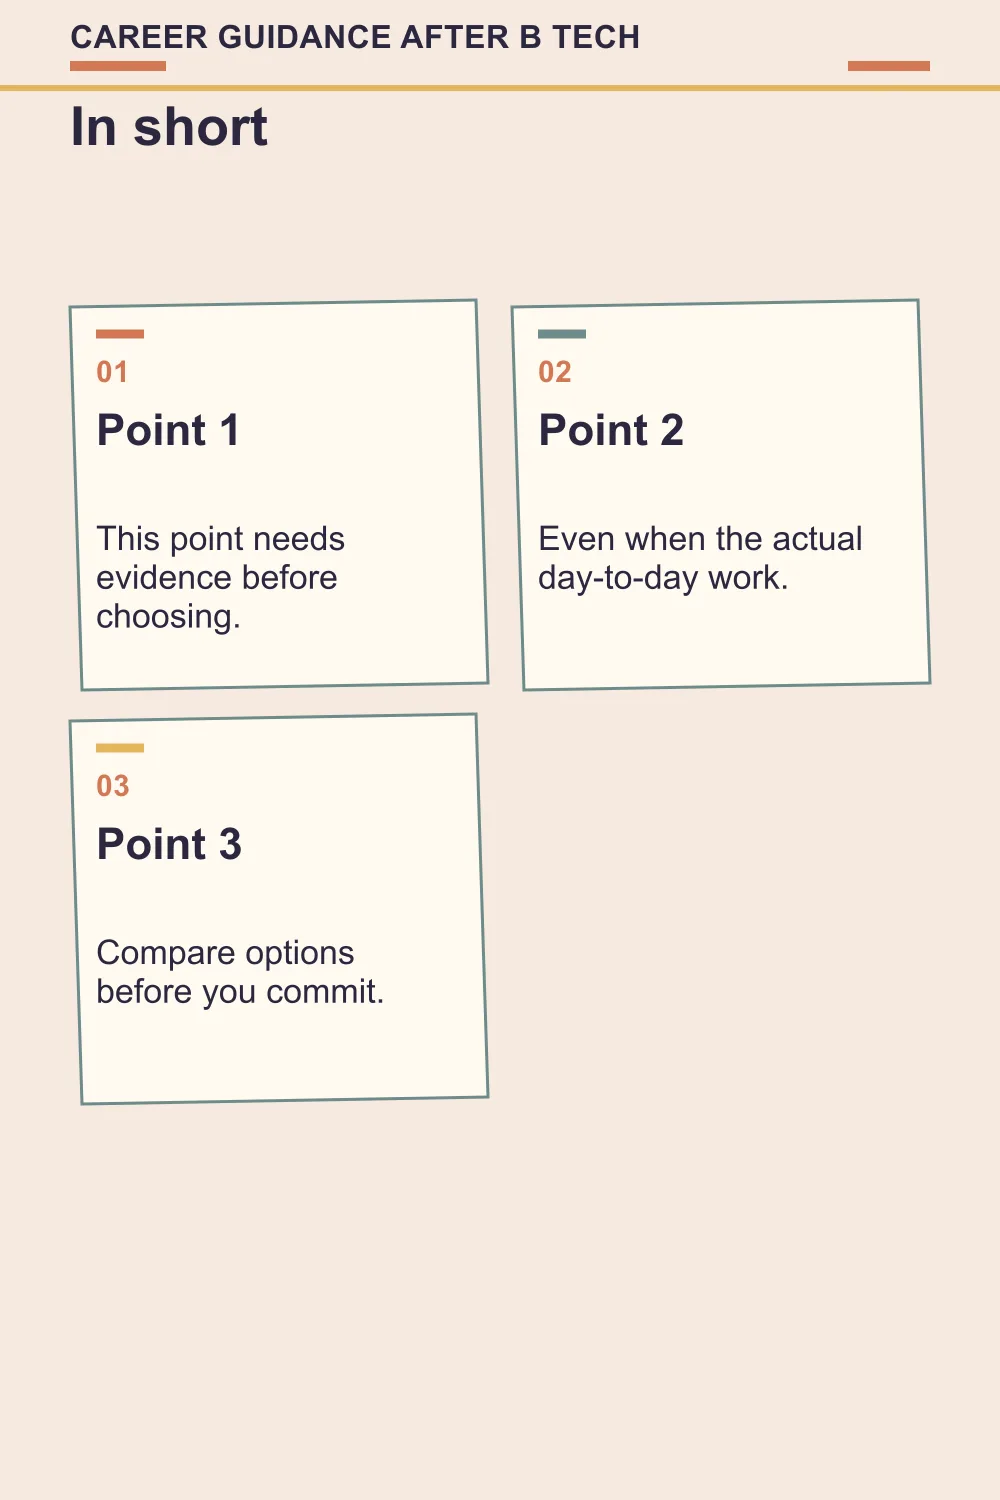 CAREER GUIDANCE AFTER B TECH
In short
01
Point 1
This point needs
evidence before
choosing.
02
Point 2
Even when the actual
day-to-day work.
03
Point 3
Compare options
before you commit.